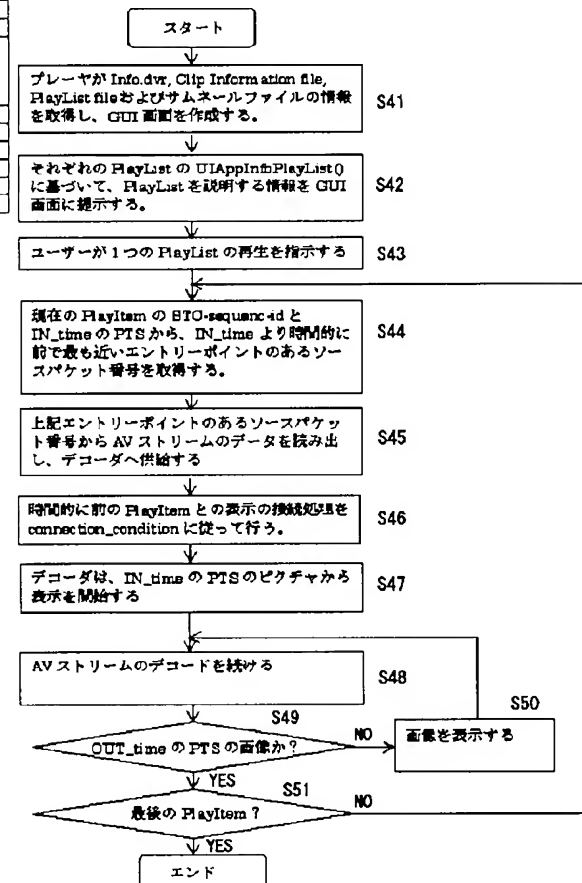 スタート
プレーヤが Info.dvr, Clip Information file,
PlayList file およびサムネールファイルの情報
を取得し、GUI 画面を作成する。
S41
それぞれの PlayList の UIAppInfoPlayList()
に基づいて、PlayList を説明する情報を GUI
画面に提示する。
S42
ユーザーが 1 つの PlayList の再生を指示する
S43
現在の PlayItem の STC-sequenc-id と
IN_time の PTS から、IN_time より時間的に
前で最も近いエントリーポイントのあるソー
スパケット番号を取得する。
S44
上記エントリーポイントのあるソースパケッ
ト番号から AV ストリームのデータを読み出
し、デコーダへ供給する
S45
時間的に前の PlayItem との表示の接続処理を
connection_condition に従って行う。
S46
デコーダは、IN_time の PTS のピクチャから
表示を開始する
S47
AV ストリームのデコードを続ける
S48
S49
OUT_time の PTS の画像か？
NO
S50
画像を表示する
YES
S51
最後の PlayItem ？
NO
YES
エンド